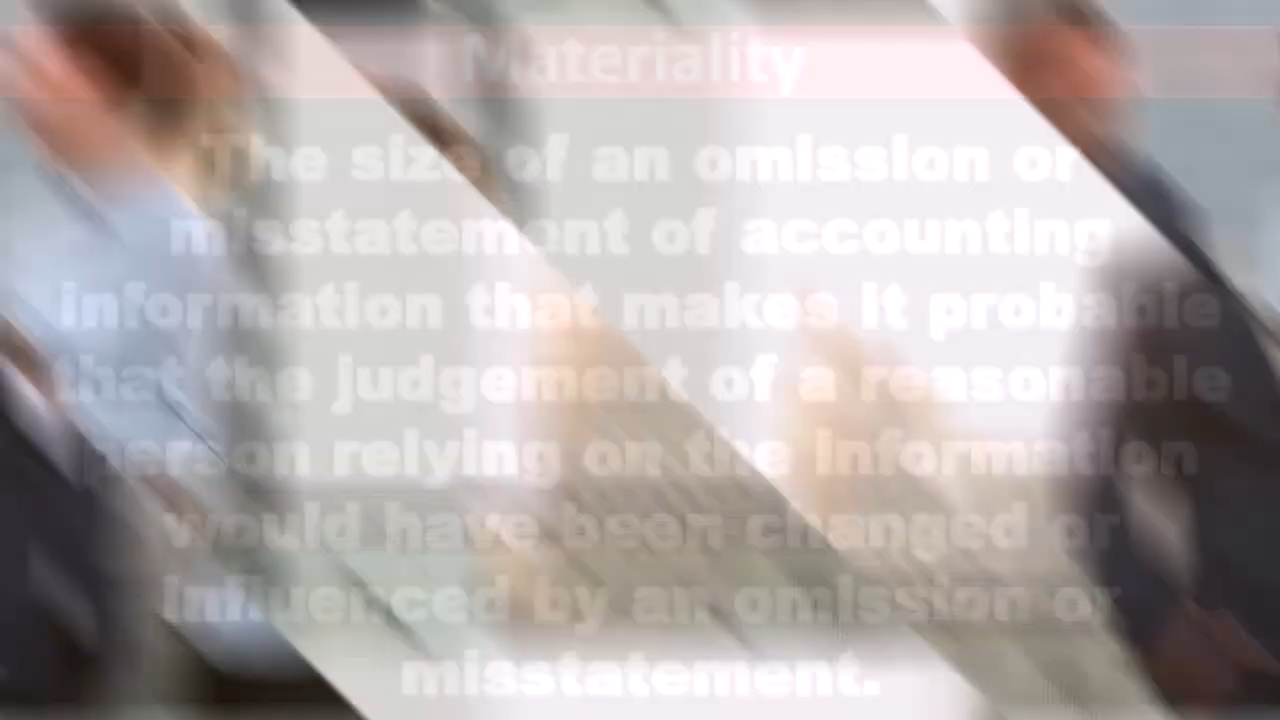 Materiality
The size of an omission or
misstatement of accounting
information that makes it probable
that the judgement of a reasonable
person relying on the information
would have been changed or
influenced by an omission or
misstatement.